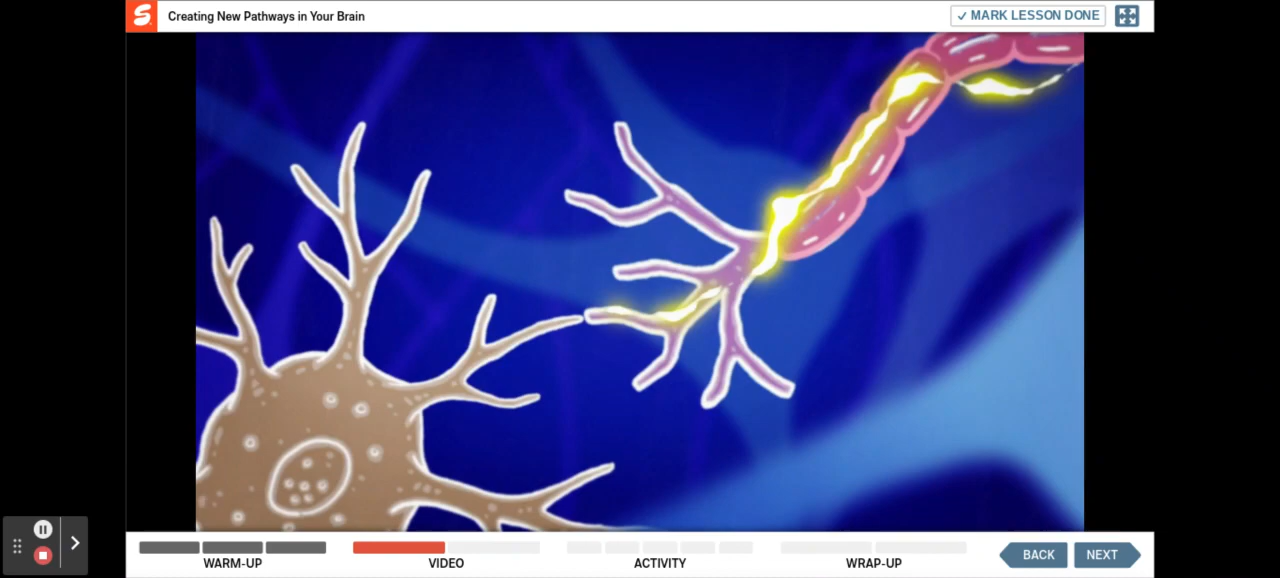 Creating New Pathways in Your Brain
✓ MARK LESSON DONE
WARM-UP
VIDEO
ACTIVITY
WRAP-UP
BACK
NEXT